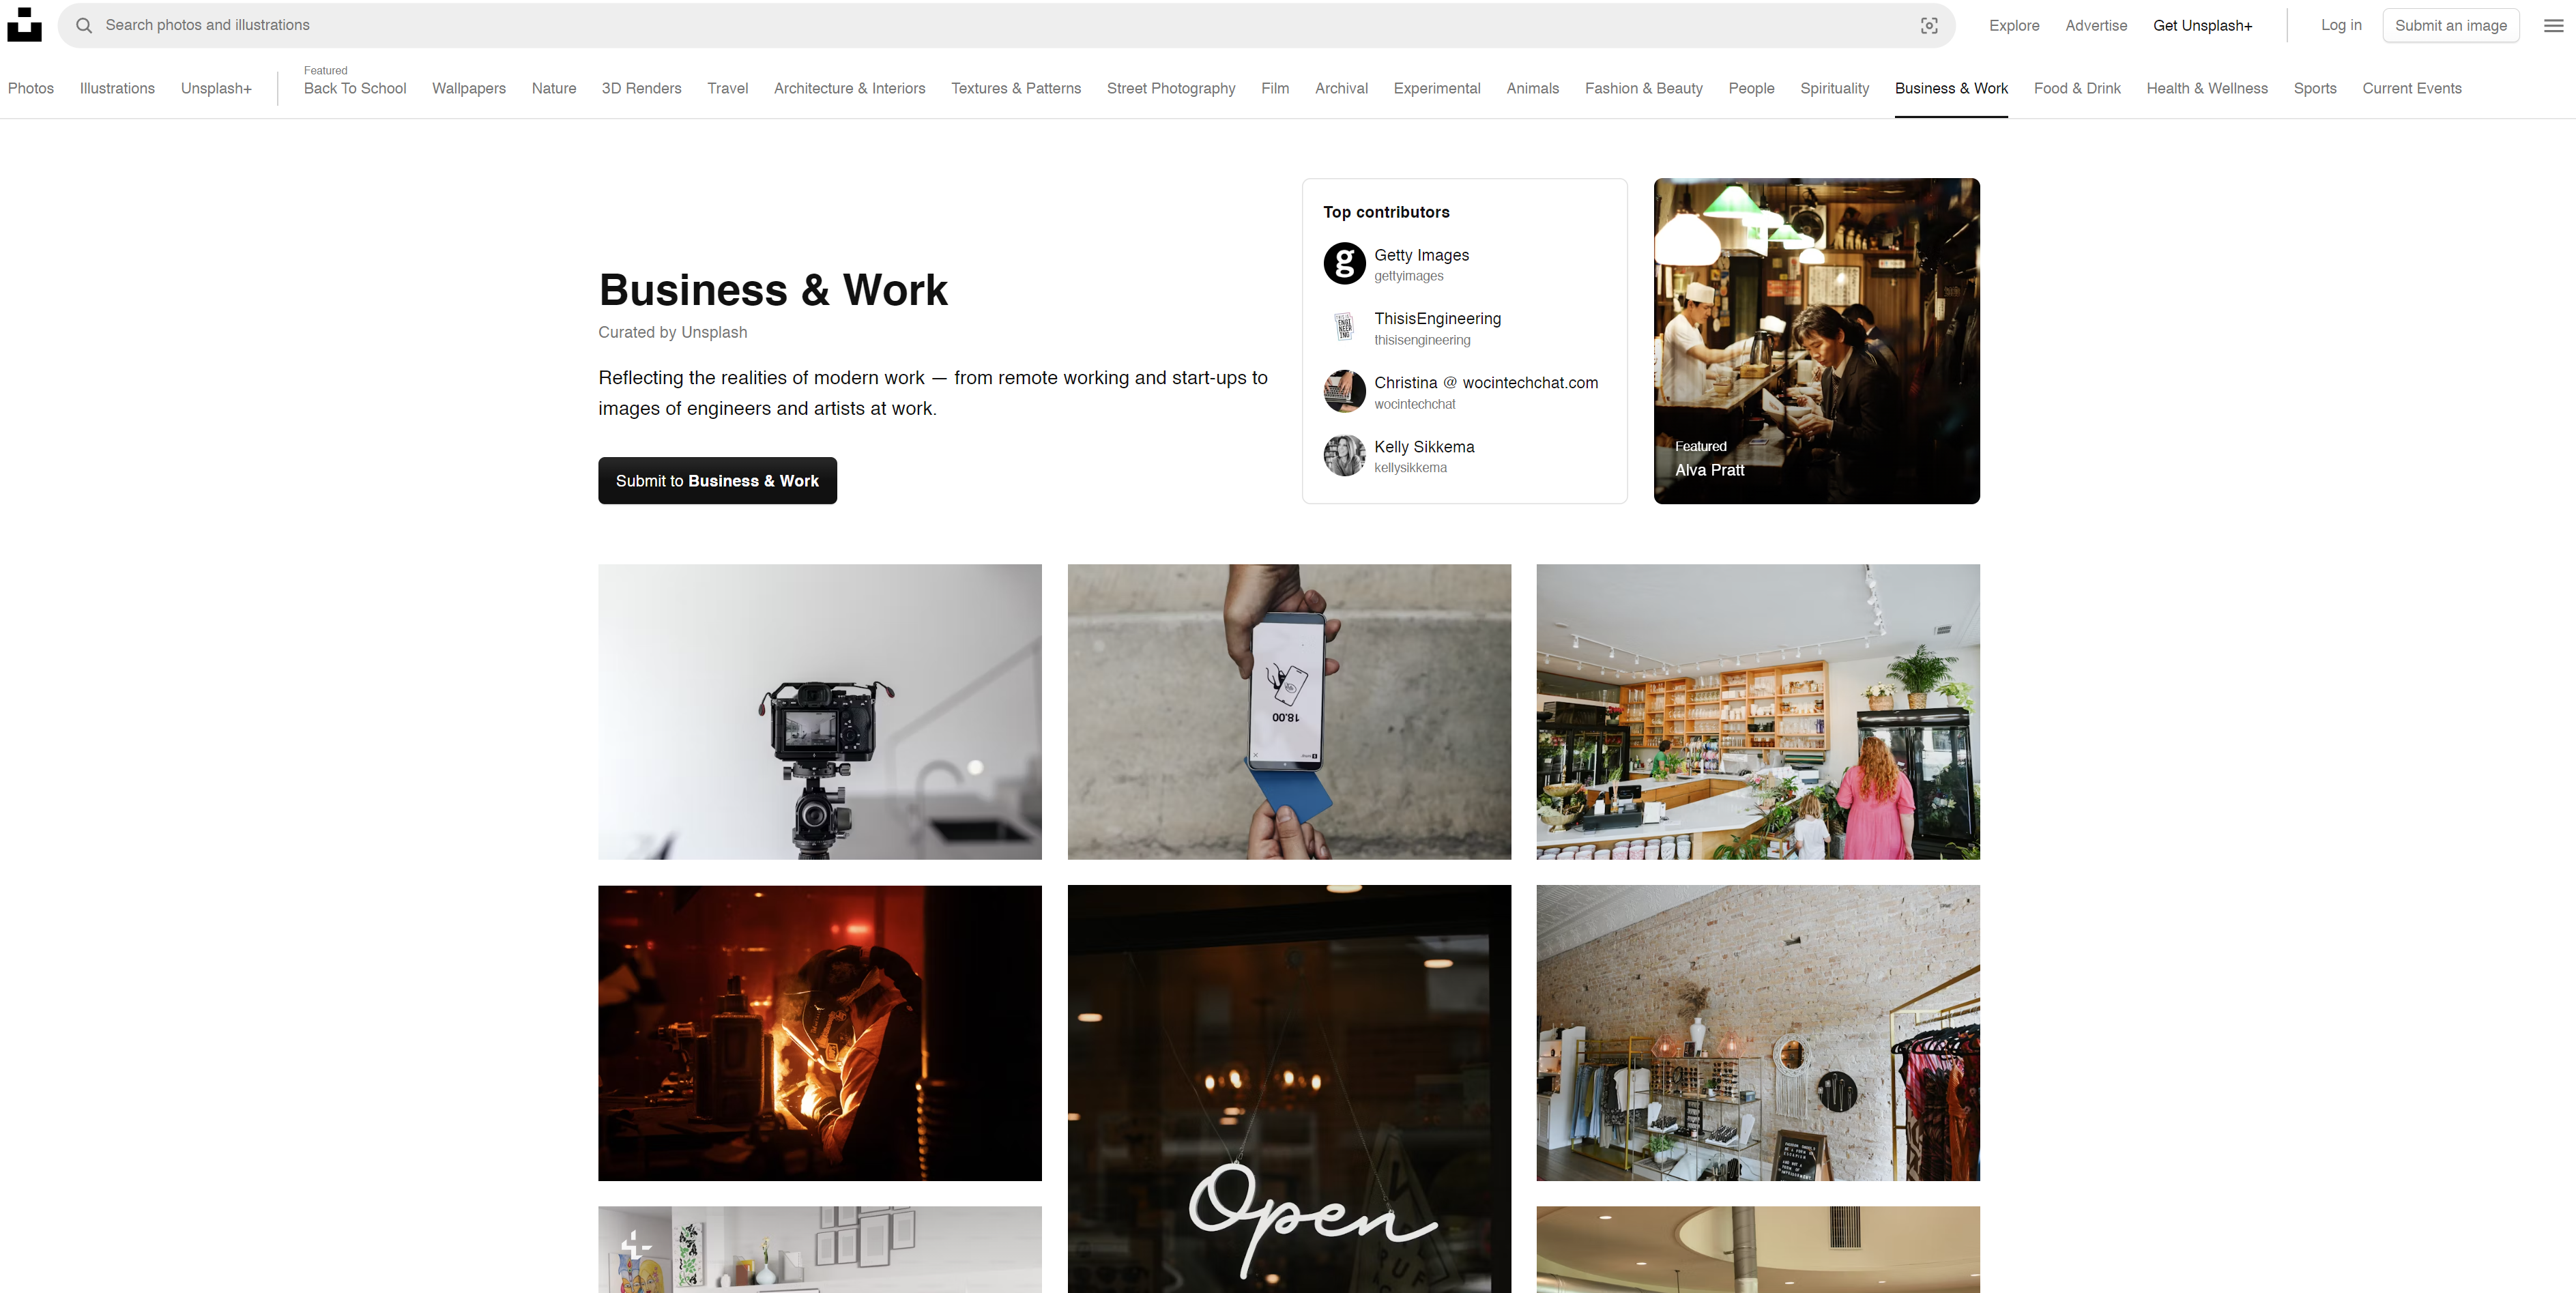 Search photos and illustrations
Explore
Advertise
Get Unsplash+
Log in
Submit an image
Photos
Illustrations
Unsplash+
Featured
Back To School
Wallpapers
Nature
3D Renders
Travel
Architecture & Interiors
Textures & Patterns
Street Photography
Film
Archival
Experimental
Animals
Fashion & Beauty
People
Spirituality
Business & Work
Food & Drink
Health & Wellness
Sports
Current Events
Business & Work
Curated by Unsplash
Reflecting the realities of modern work — from remote working and start-ups to
images of engineers and artists at work.
Submit to Business & Work
Top contributors
g
Getty Images
gettyimages
THIS IS
ENGI
NEER
ING
ThisisEngineering
thisisengineering
Christina @ wocintechchat.com
wocintechchat
Kelly Sikkema
kellysikkema
Featured
Alva Pratt
18.00
Open